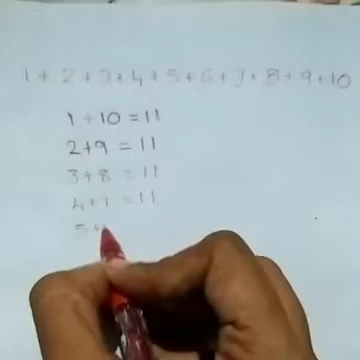 1 + 2 + 3 + 4 + 5 + 6 + 7 + 8 + 9 + 10
1 + 10 = 11
2 + 9 = 11
3 + 8 = 11
4 + 7 = 11
5 +